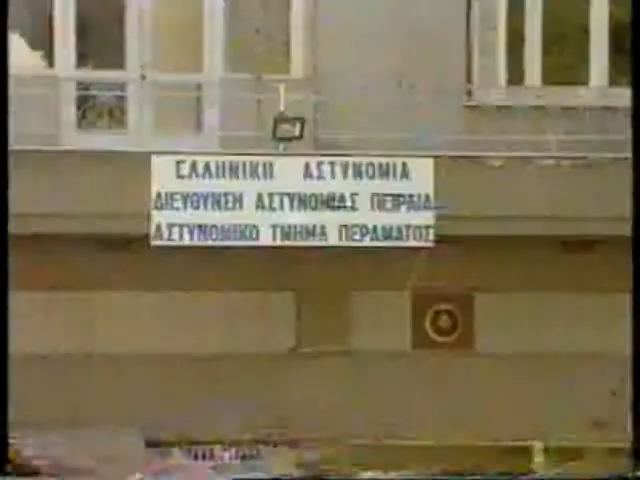 ΕΛΛΗΝΙΚΗ ΑΣΤΥΝΟΜΙΑ
ΔΙΕΥΘΥΝΣΗ ΑΣΤΥΝΟΜΙΑΣ ΠΕΙΡΑΙΑ
ΑΣΤΥΝΟΜΙΚΟ ΤΜΗΜΑ ΠΕΡΑΜΑΤΟΣ